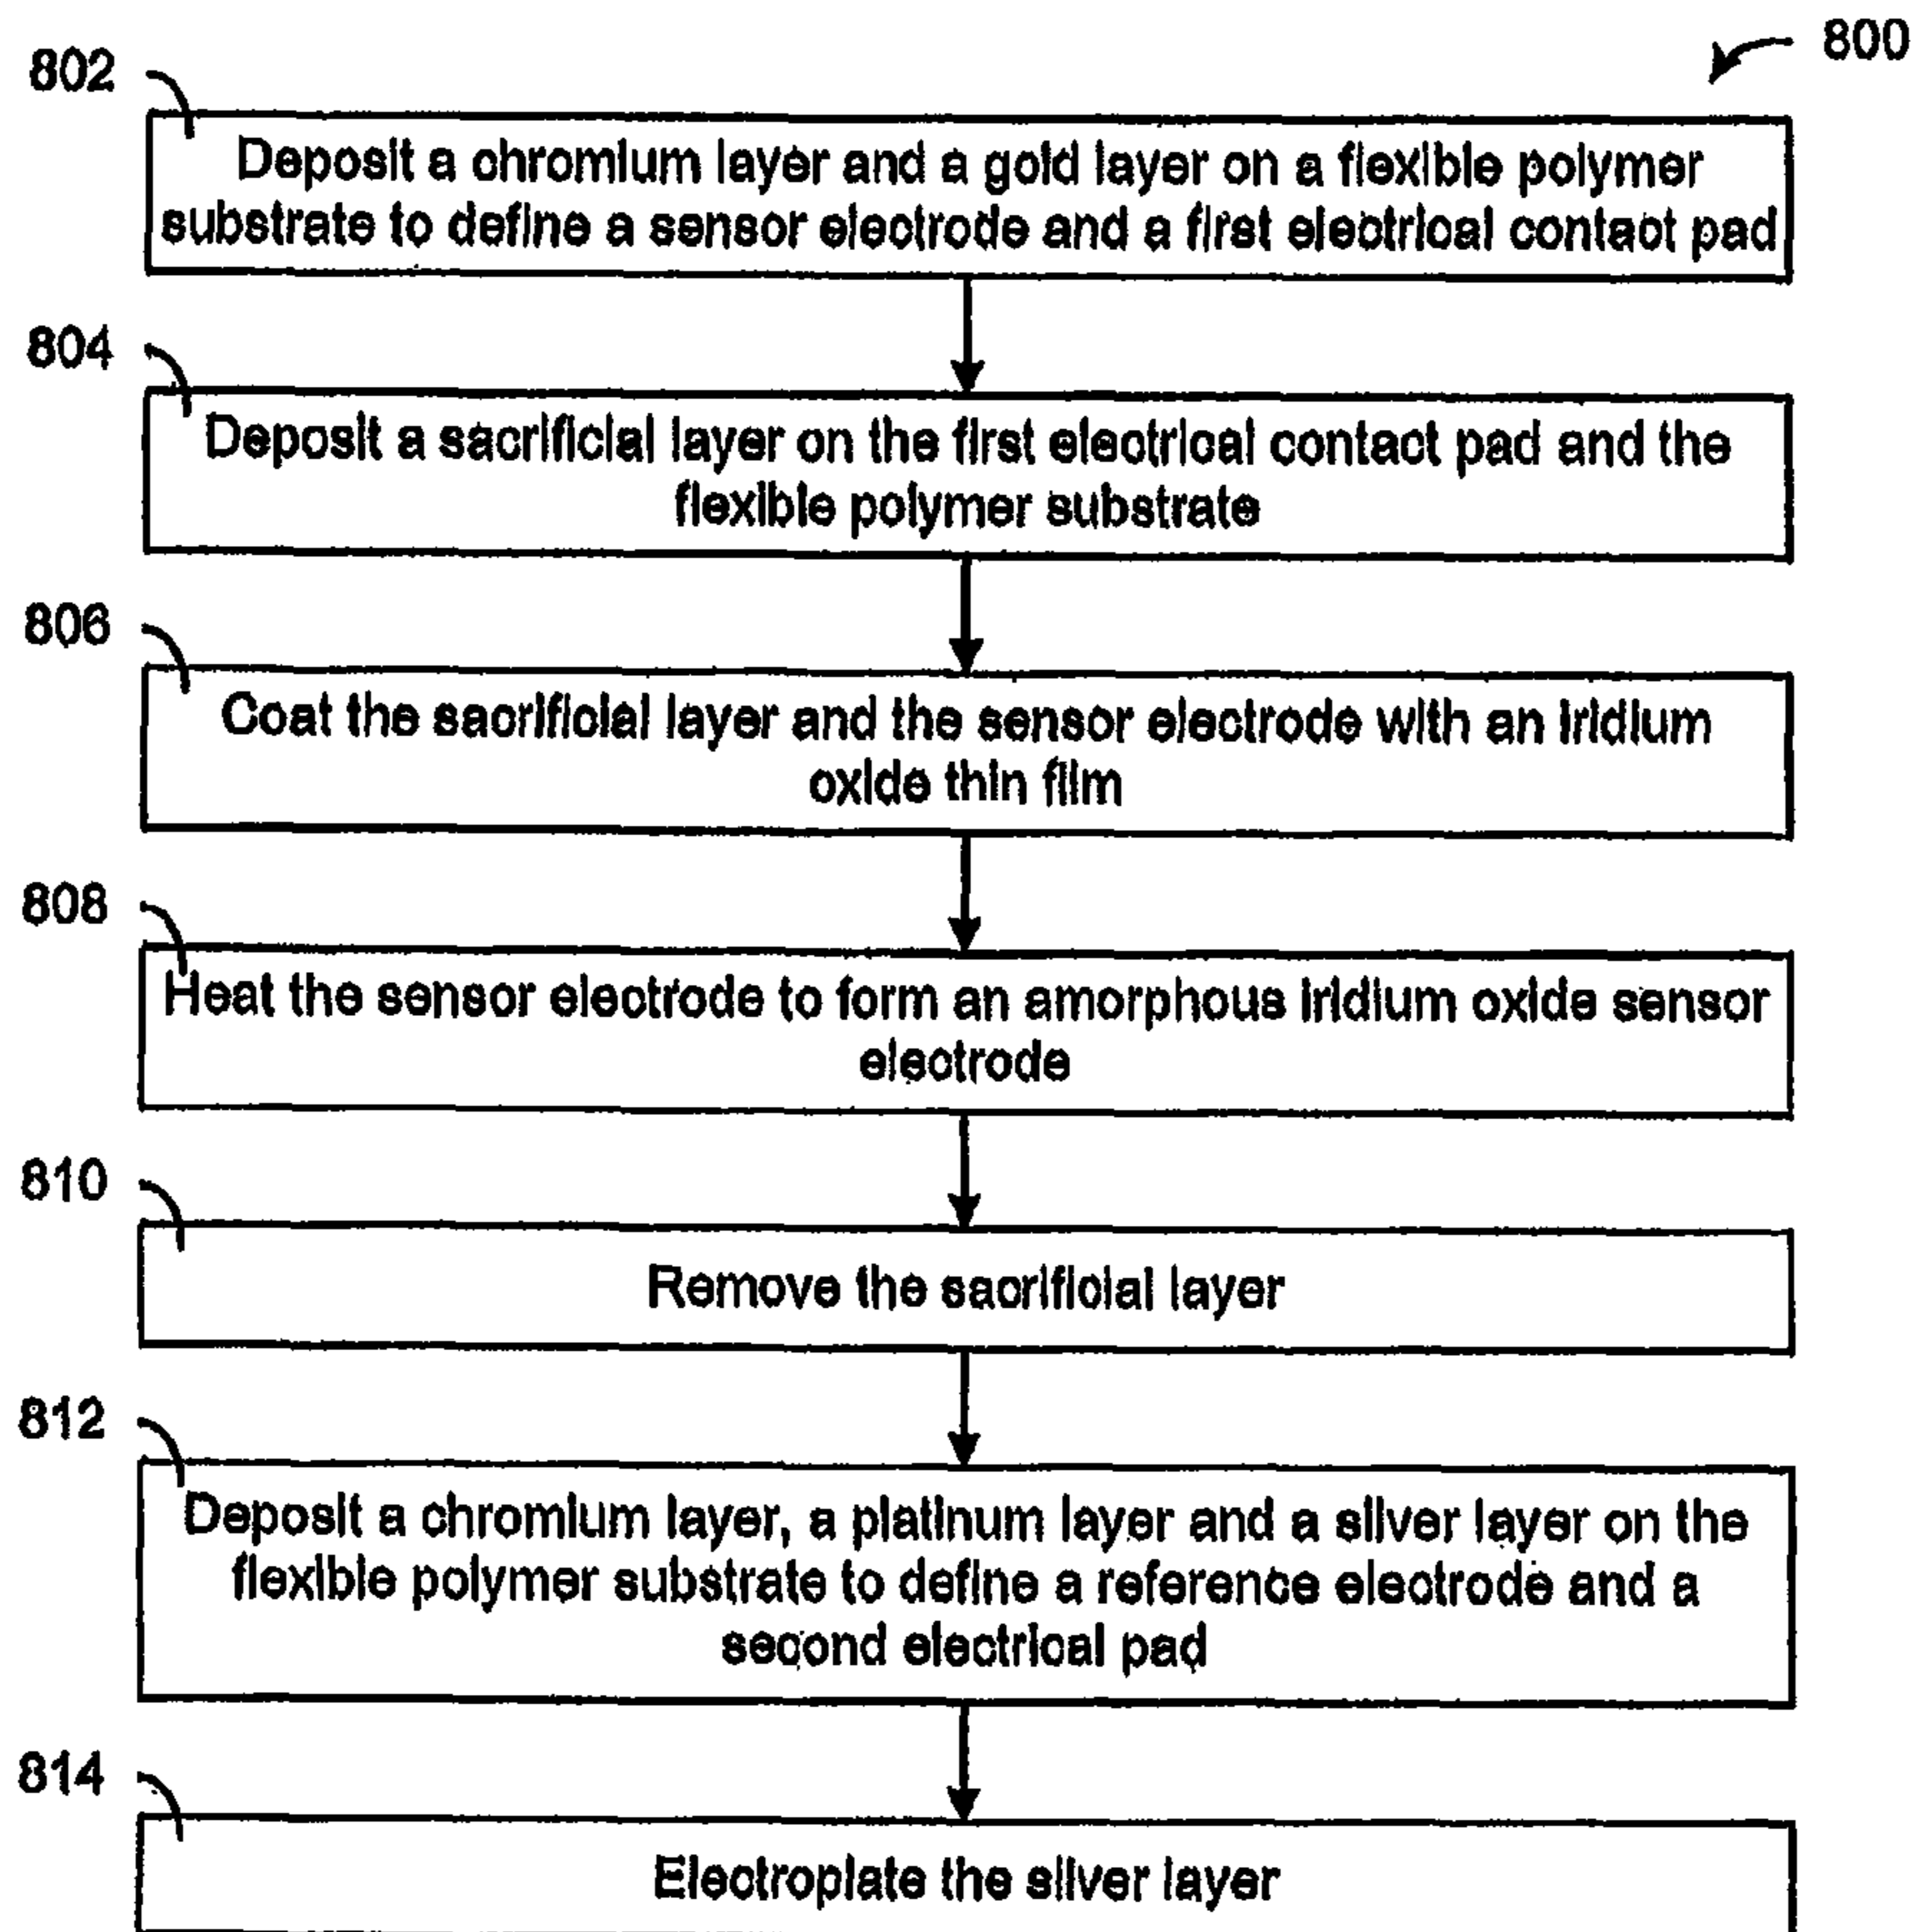 800
802
Deposit a chromium layer and a gold layer on a flexible polymer
substrate to define a sensor electrode and a first electrical contact pad
804
Deposit a sacrificial layer on the first electrical contact pad and the
flexible polymer substrate
806
Coat the sacrificial layer and the sensor electrode with an iridium
oxide thin film
808
Heat the sensor electrode to form an amorphous iridium oxide sensor
electrode
810
Remove the sacrificial layer
812
Deposit a chromium layer, a platinum layer and a silver layer on the
flexible polymer substrate to define a reference electrode and a
second electrical pad
814
Electroplate the silver layer